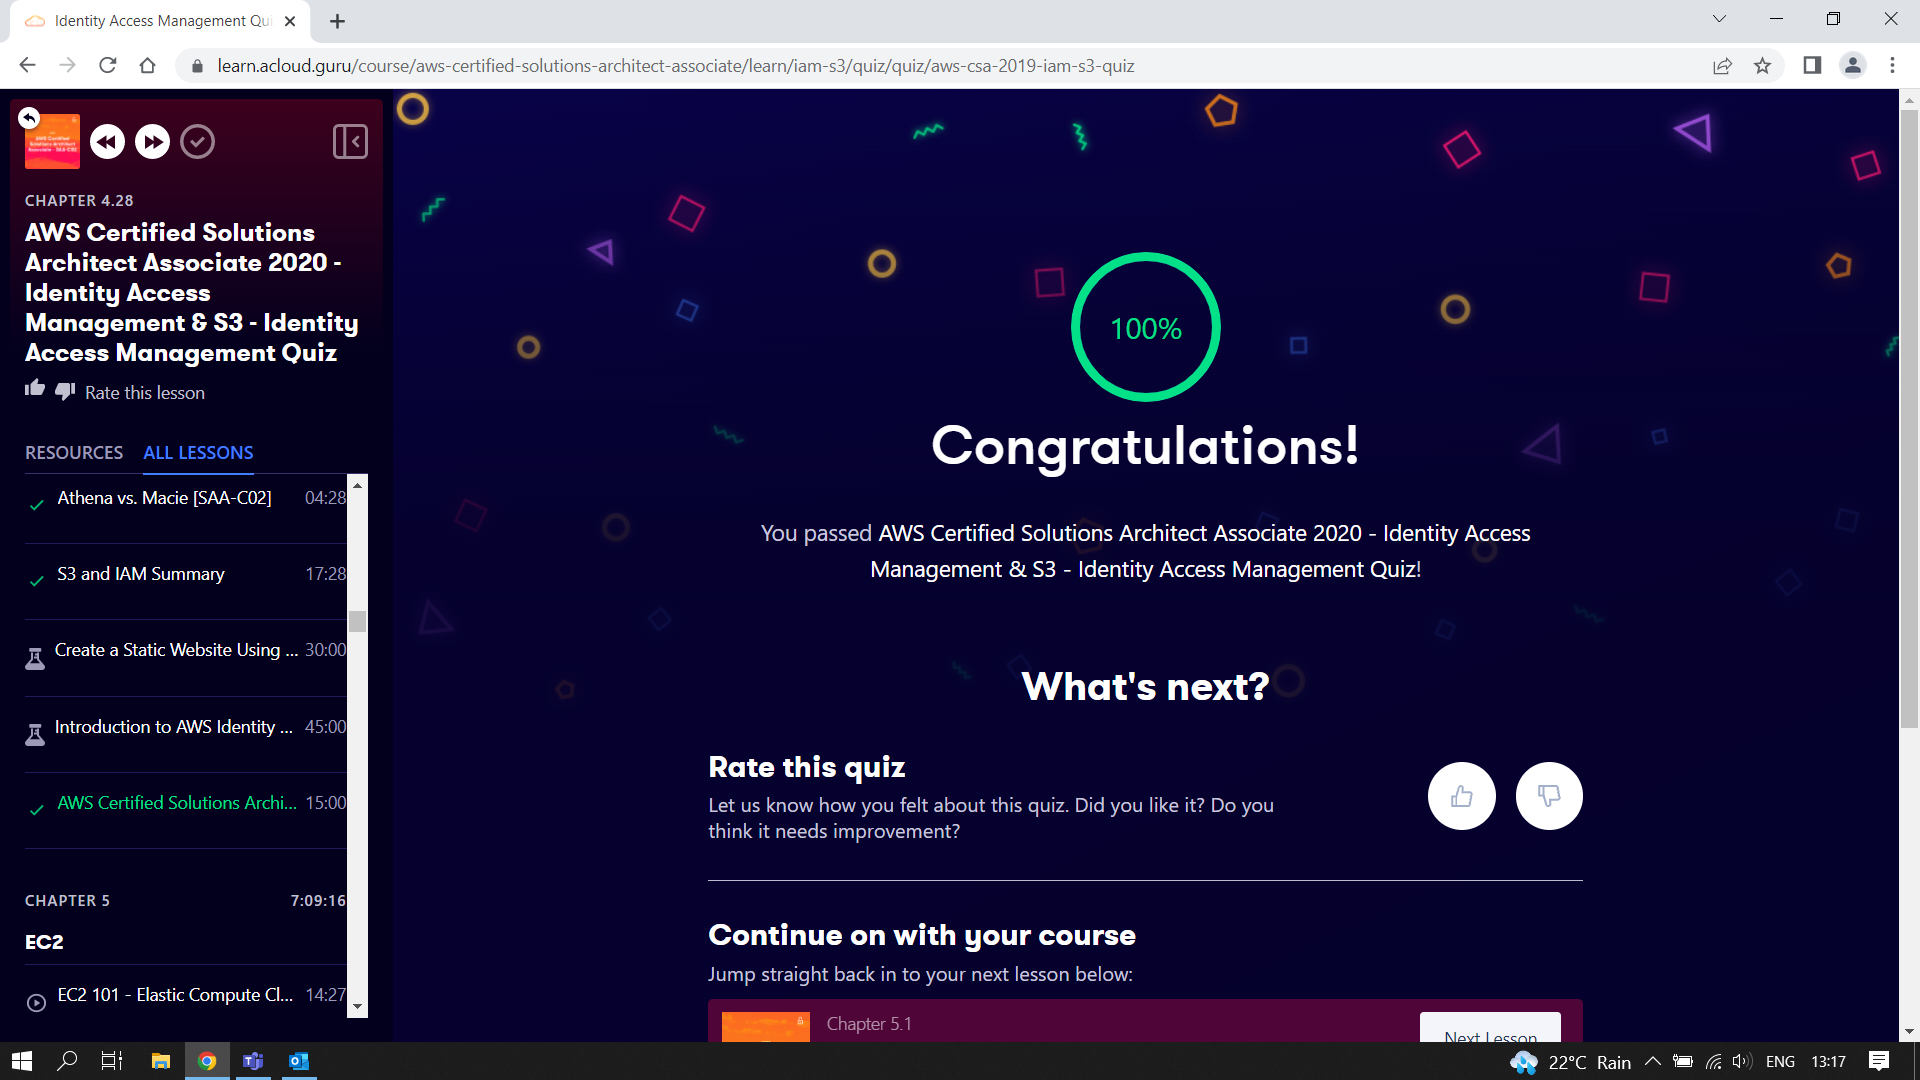 Identity Access Management Qui
learn.acloud.guru/course/aws-certified-solutions-architect-associate/learn/iam-s3/quiz/quiz/aws-csa-2019-iam-s3-quiz
CHAPTER 4.28
AWS Certified Solutions
Architect Associate 2020 -
Identity Access
Management & S3 - Identity
Access Management Quiz
Rate this lesson
RESOURCES ALL LESSONS
Athena vs. Macie [SAA-C02] 04:28
S3 and IAM Summary 17:28
Create a Static Website Using ... 30:00
Introduction to AWS Identity ... 45:00
AWS Certified Solutions Archi... 15:00
CHAPTER 5 7:09:16
EC2
EC2 101 - Elastic Compute Cl... 14:27
100%
Congratulations!
You passed AWS Certified Solutions Architect Associate 2020 - Identity Access
Management & S3 - Identity Access Management Quiz!
What's next?
Rate this quiz
Let us know how you felt about this quiz. Did you like it? Do you
think it needs improvement?
Continue on with your course
Jump straight back in to your next lesson below:
Chapter 5.1
Next Lesson
22°C Rain ENG 13:17